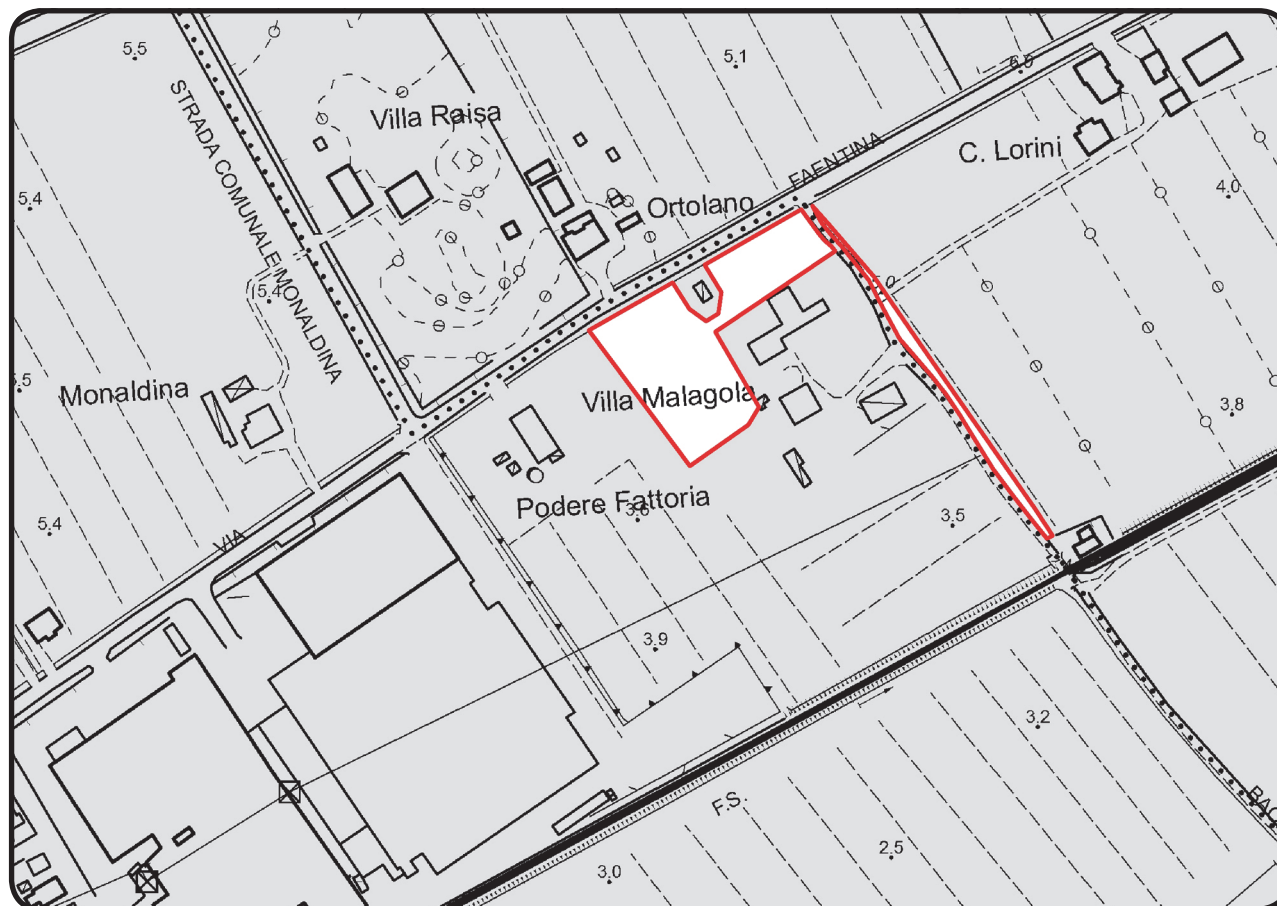 5,5
5,1
6,0
STRADA COMUNALE MONALDINA
Villa Raisa
FAENTINA
C. Lorini
5.4
4.0
Ortolano
5.4
Monaldina
Villa Malagola
3,8
Podere Fattoria
5.4
VIA
3,5
3,9
3.2
F.S.
2.5
3.0